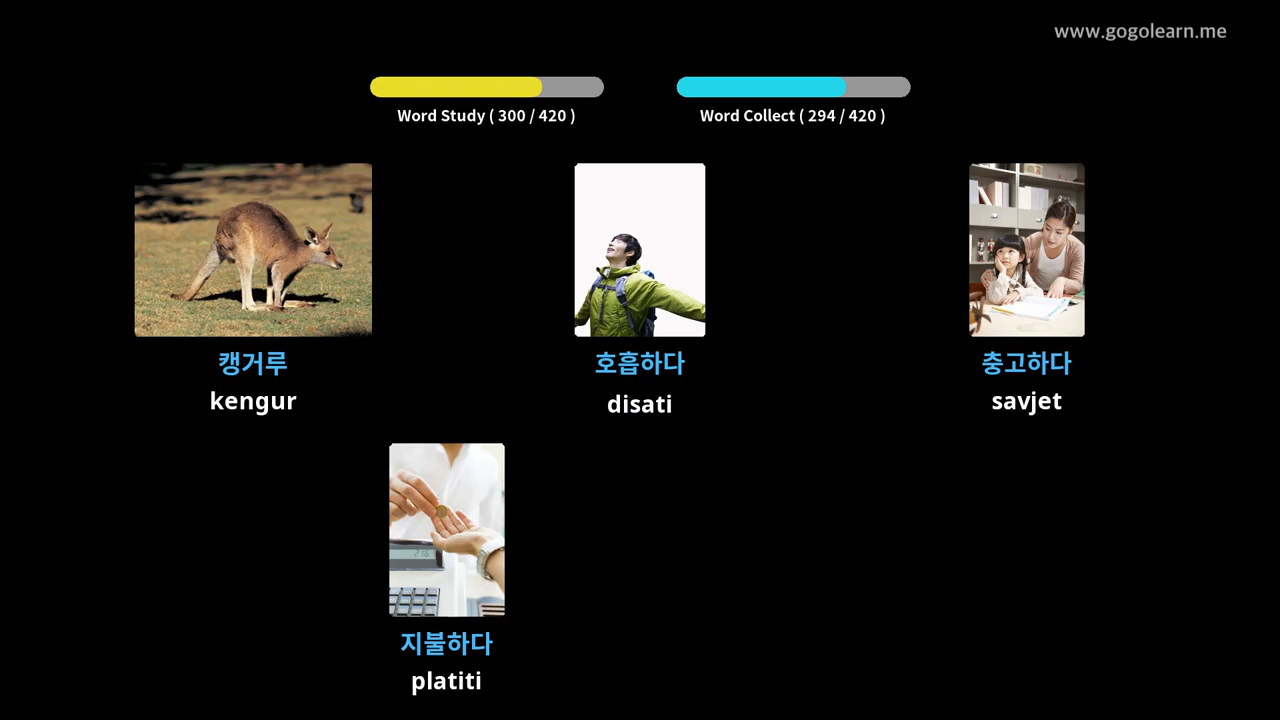 www.gogolearn.me
Word Study ( 300 / 420 )
Word Collect ( 294 / 420 )
캥거루
kengur
호흡하다
disati
충고하다
savjet
지불하다
platiti